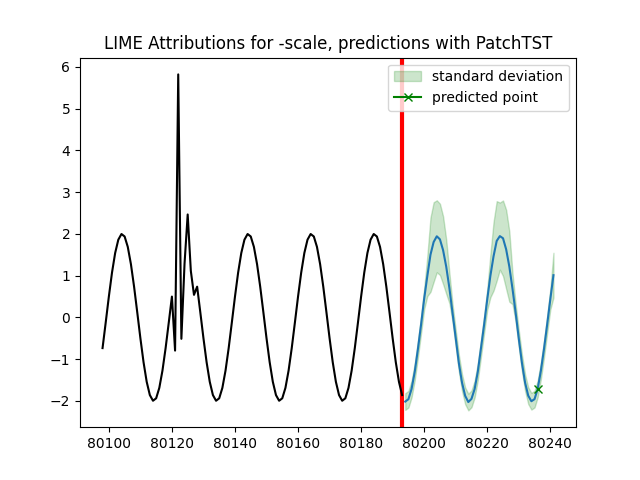 LIME Attributions for -scale, predictions with PatchTST
standard deviation
predicted point
6
5
4
3
2
1
0
−1
−2
80100 80120 80140 80160 80180 80200 80220 80240